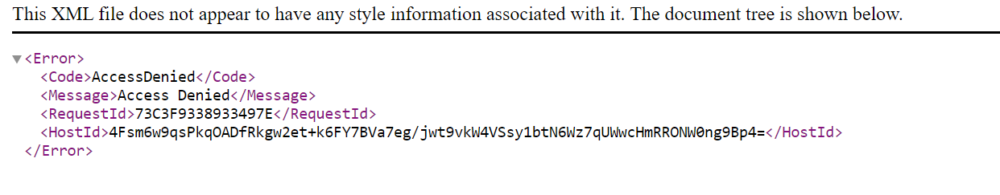 This XML file does not appear to have any style information associated with it. The document tree is shown below.
▼<Error>
<Code>AccessDenied</Code>
<Message>Access Denied</Message>
<RequestId>73C3F9338933497E</RequestId>
<HostId>4Fsm6w9qsPkqOADfRkgw2et+k6FY7BVa7eg/jwt9vkW4VSsy1btN6Wz7qUWwcHmRRONW0ng9Bp4=</HostId>
</Error>